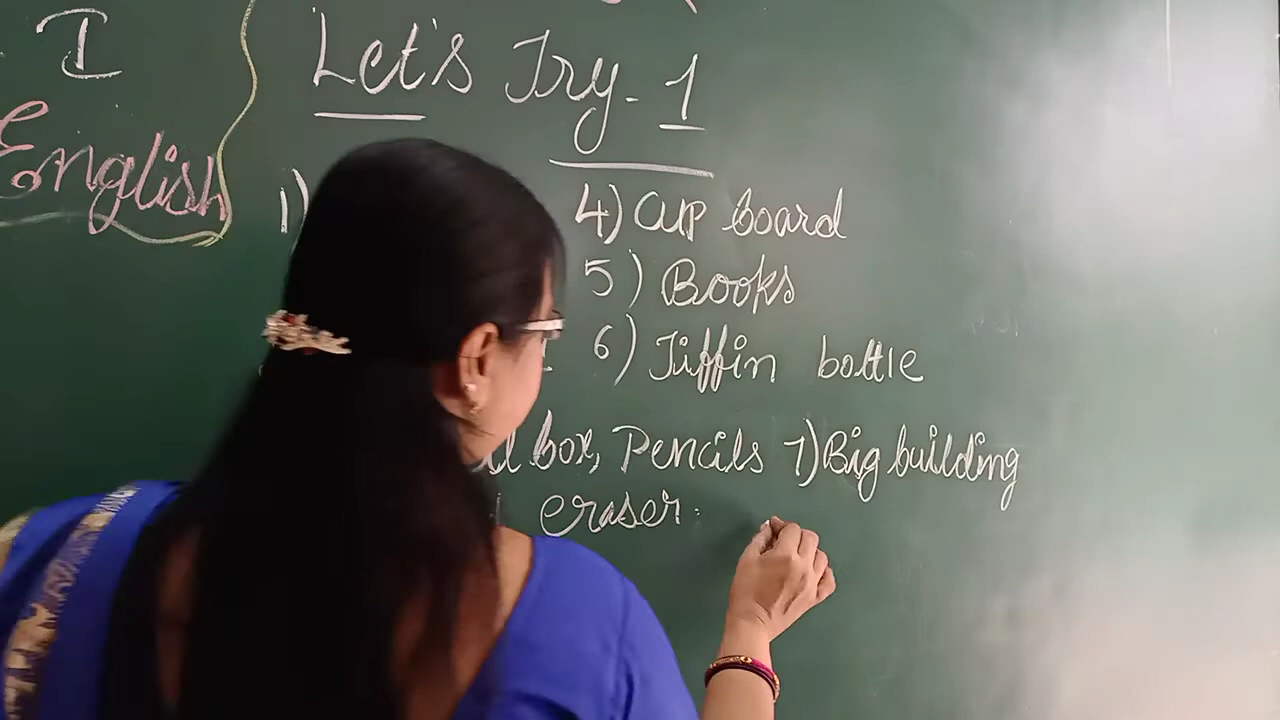 I
English
Let's Try - 1
1)
4) CUP board
5) Books
6) Tiffin bottle
box, Pencils 7) Big building
eraser.